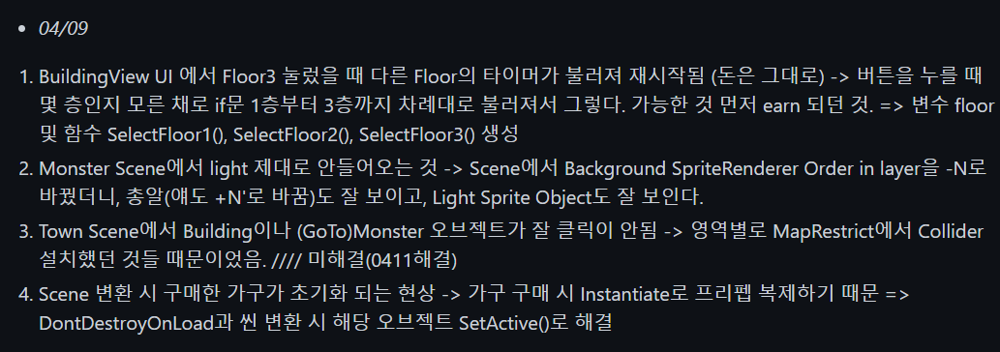 • 04/09
1. BuildingView UI 에서 Floor3 눌렀을 때 다른 Floor의 타이머가 불러져 재시작됨 (돈은 그대로) -> 버튼을 누를 때
몇 층인지 모른 채로 if문 1층부터 3층까지 차례대로 불러져서 그렇다. 가능한 것 먼저 earn 되던 것. => 변수 floor
및 함수 SelectFloor1(), SelectFloor2(), SelectFloor3() 생성
2. Monster Scene에서 light 제대로 안들어오는 것 -> Scene에서 Background SpriteRenderer Order in layer을 -N로
바꿨더니, 총알(얘도 +N'로 바꿈)도 잘 보이고, Light Sprite Object도 잘 보인다.
3. Town Scene에서 Building이나 (GoTo)Monster 오브젝트가 잘 클릭이 안됨 -> 영역별로 MapRestrict에서 Collider
설치했던 것들 때문이었음. //// 미해결(0411해결)
4. Scene 변환 시 구매한 가구가 초기화 되는 현상 -> 가구 구매 시 Instantiate로 프리펩 복제하기 때문 =>
DontDestroyOnLoad과 씬 변환 시 해당 오브젝트 SetActive()로 해결